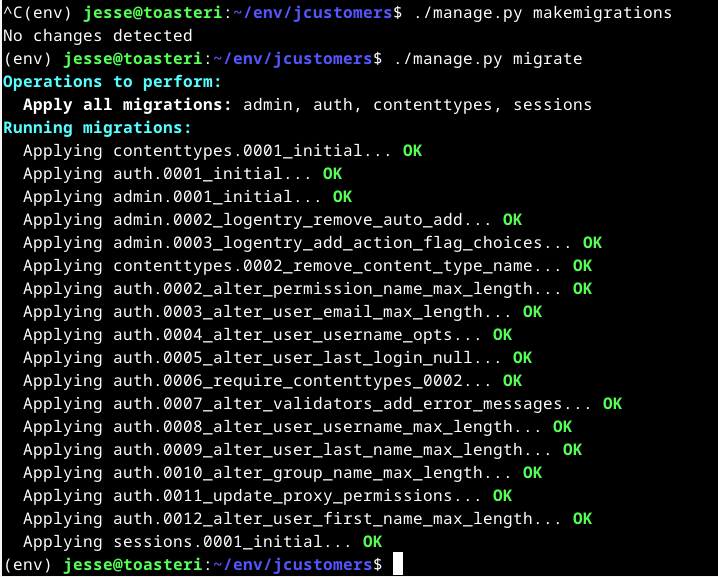 ^C(env) jesse@toasteri:~/env/jcustomers$ ./manage.py makemigrations
No changes detected
(env) jesse@toasteri:~/env/jcustomers$ ./manage.py migrate
Operations to perform:
  Apply all migrations: admin, auth, contenttypes, sessions
Running migrations:
  Applying contenttypes.0001_initial... OK
  Applying auth.0001_initial... OK
  Applying admin.0001_initial... OK
  Applying admin.0002_logentry_remove_auto_add... OK
  Applying admin.0003_logentry_add_action_flag_choices... OK
  Applying contenttypes.0002_remove_content_type_name... OK
  Applying auth.0002_alter_permission_name_max_length... OK
  Applying auth.0003_alter_user_email_max_length... OK
  Applying auth.0004_alter_user_username_opts... OK
  Applying auth.0005_alter_user_last_login_null... OK
  Applying auth.0006_require_contenttypes_0002... OK
  Applying auth.0007_alter_validators_add_error_messages... OK
  Applying auth.0008_alter_user_username_max_length... OK
  Applying auth.0009_alter_user_last_name_max_length... OK
  Applying auth.0010_alter_group_name_max_length... OK
  Applying auth.0011_update_proxy_permissions... OK
  Applying auth.0012_alter_user_first_name_max_length... OK
  Applying sessions.0001_initial... OK
(env) jesse@toasteri:~/env/jcustomers$